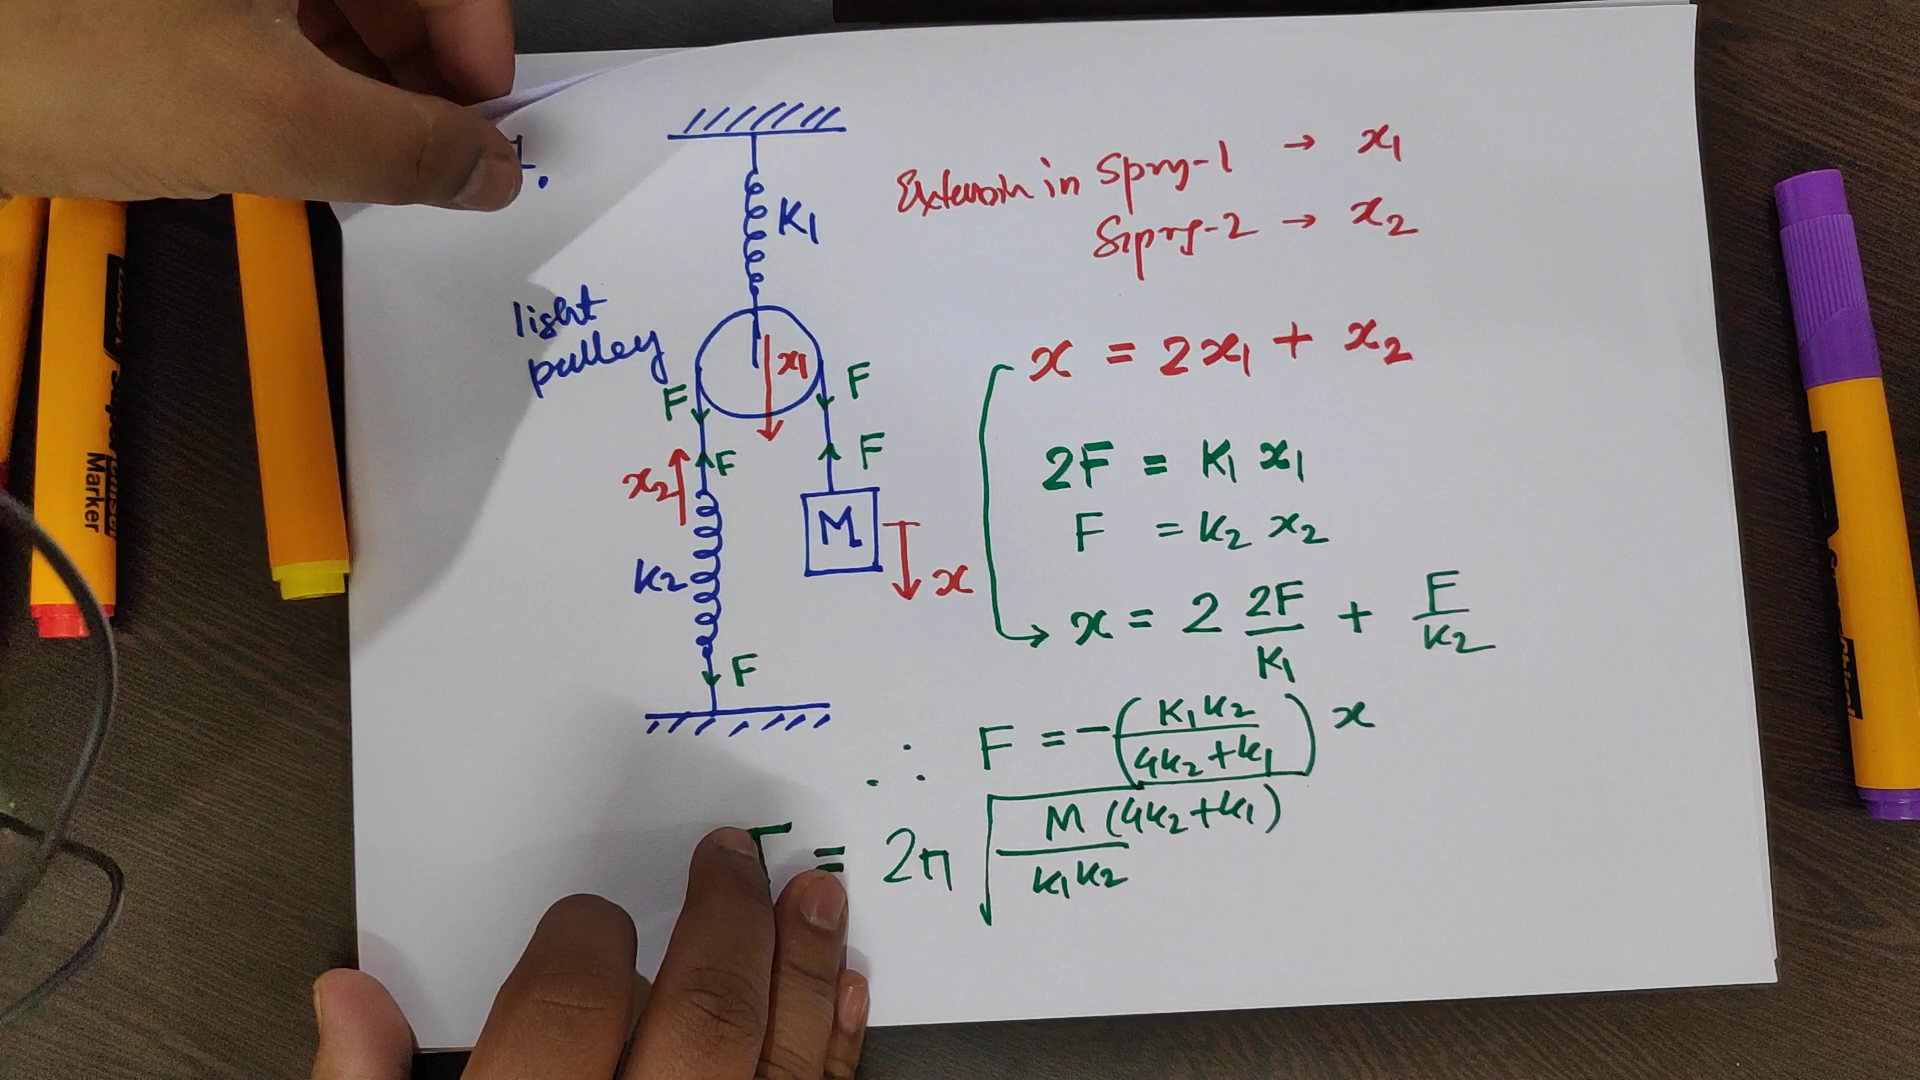 1.
Extension in Spring-1 → x₁
Spring-2 → x₂
K₁
light
pulley
x₁
F
F
F
F
x₂
K₂
M
x
F
x = 2x₁ + x₂
2F = K₁ x₁
F = K₂ x₂
x = 2 2F/K₁ + F/K₂
∴ F = -(K₁K₂/(4K₂+K₁)) x
T = 2π √(M(4K₂+K₁)/K₁K₂)
Marker